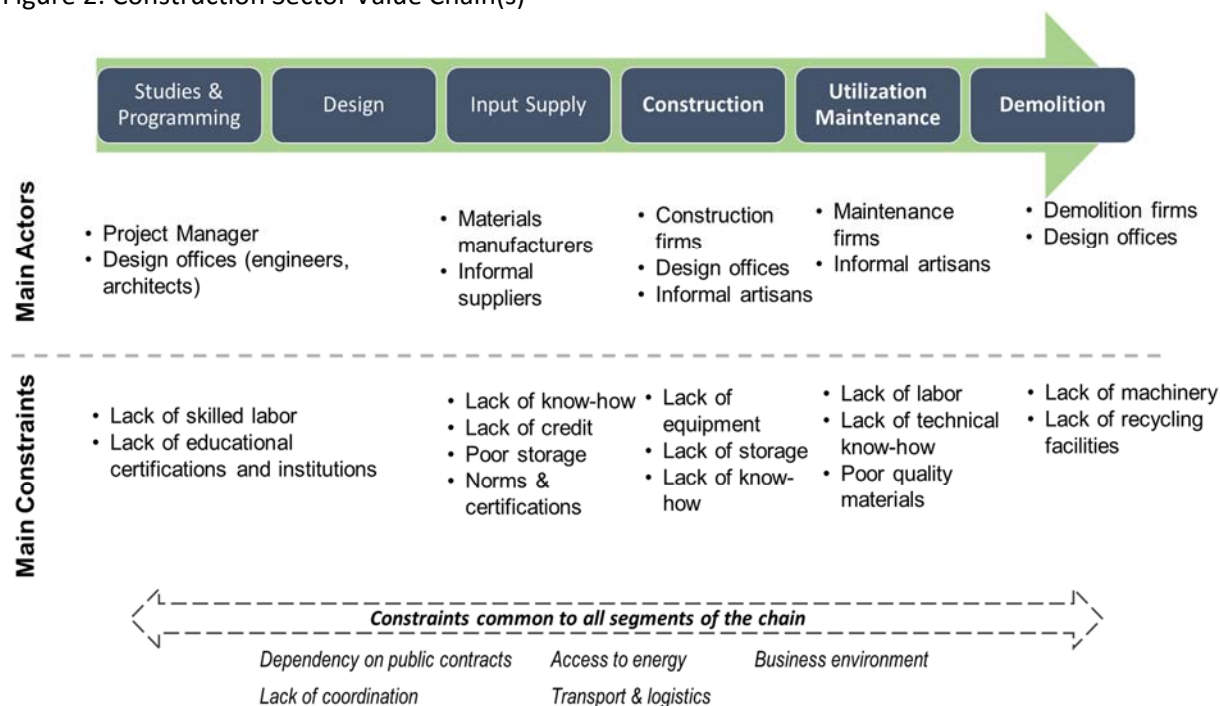 Figure 2: Construction Sector Value Chain(s)
Studies &
Programming
Design
Input Supply
Construction
Utilization
Maintenance
Demolition
Main Actors
• Project Manager
• Design offices (engineers,
architects)
• Materials
manufacturers
• Informal
suppliers
• Construction
firms
• Design offices
• Informal artisans
• Maintenance
firms
• Informal artisans
• Demolition firms
• Design offices
Main Constraints
• Lack of skilled labor
• Lack of educational
certifications and institutions
• Lack of know-how
• Lack of credit
• Poor storage
• Norms &
certifications
• Lack of
equipment
• Lack of storage
• Lack of know-
how
• Lack of labor
• Lack of technical
know-how
• Poor quality
materials
• Lack of machinery
• Lack of recycling
facilities
Constraints common to all segments of the chain
Dependency on public contracts
Access to energy
Business environment
Lack of coordination
Transport & logistics